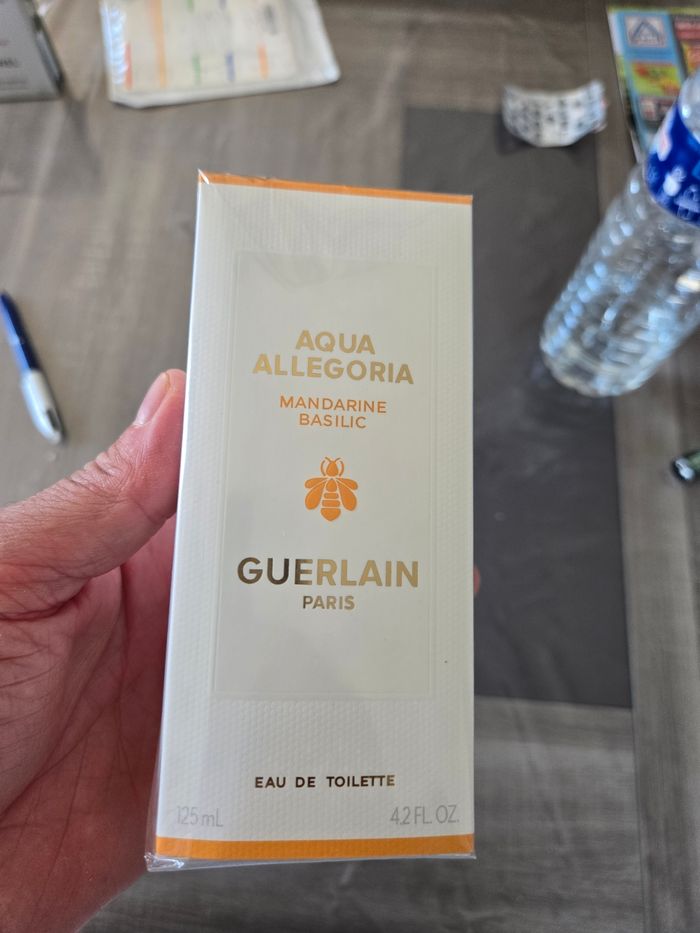 AQUA
ALLEGORIA
MANDARINE
BASILIC
GUERLAIN
PARIS
EAU DE TOILETTE
125 mL 4.2 FL. OZ.